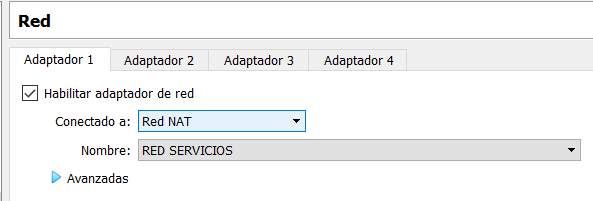 Red
Adaptador 1 Adaptador 2 Adaptador 3 Adaptador 4
Habilitar adaptador de red
Conectado a: Red NAT
Nombre: RED SERVICIOS
Avanzadas